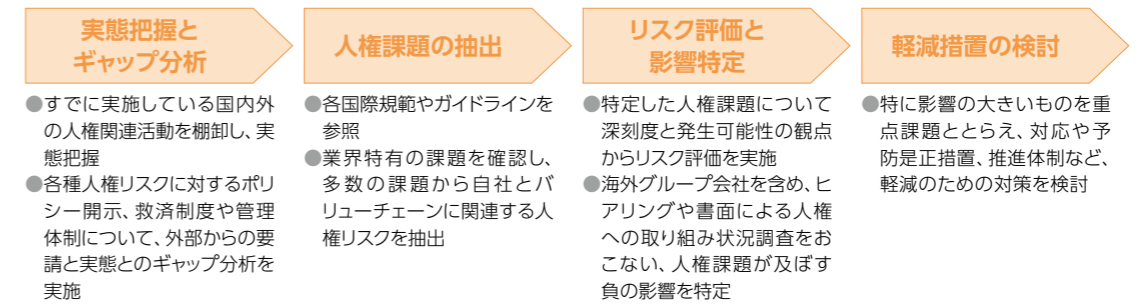 実態把握と
ギャップ分析
●すでに実施している国内外
の人権関連活動を棚卸し、実
態把握
●各種人権リスクに対するポリ
シー開示、救済制度や管理
体制について、外部からの要
請と実態とのギャップ分析を
実施
人権課題の抽出
●各国際規範やガイドラインを
参照
●業界特有の課題を確認し、
多数の課題から自社とバ
リューチェーンに関連する人
権リスクを抽出
リスク評価と
影響特定
●特定した人権課題について
深刻度と発生可能性の観点
からリスク評価を実施
●海外グループ会社を含め、ヒ
アリングや書面による人権
への取り組み状況調査をお
こない、人権課題が及ぼす
負の影響を特定
軽減措置の検討
●特に影響の大きいものを重
点課題ととらえ、対応や予
防是正措置、推進体制など、
軽減のための対策を検討